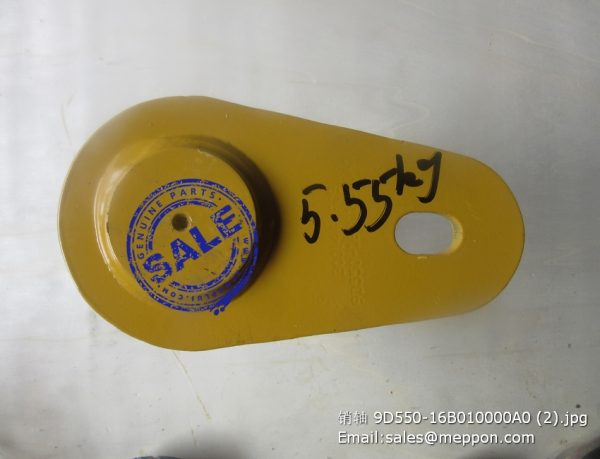 5.55kg
GENUINE PARTS
SALE
销轴 9D550-16B010000A0 (2).jpg
Email:sales@meppon.com